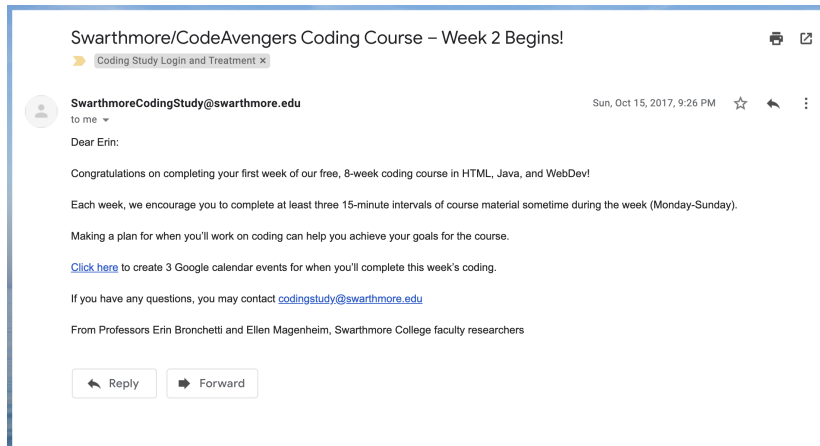 Swarthmore/CodeAvengers Coding Course – Week 2 Begins!
Coding Study Login and Treatment ×
SwarthmoreCodingStudy@swarthmore.edu Sun, Oct 15, 2017, 9:26 PM
to me
Dear Erin:
Congratulations on completing your first week of our free, 8-week coding course in HTML, Java, and WebDev!
Each week, we encourage you to complete at least three 15-minute intervals of course material sometime during the week (Monday-Sunday).
Making a plan for when you’ll work on coding can help you achieve your goals for the course.
Click here to create 3 Google calendar events for when you’ll complete this week’s coding.
If you have any questions, you may contact codingstudy@swarthmore.edu
From Professors Erin Bronchetti and Ellen Magenheim, Swarthmore College faculty researchers
Reply Forward